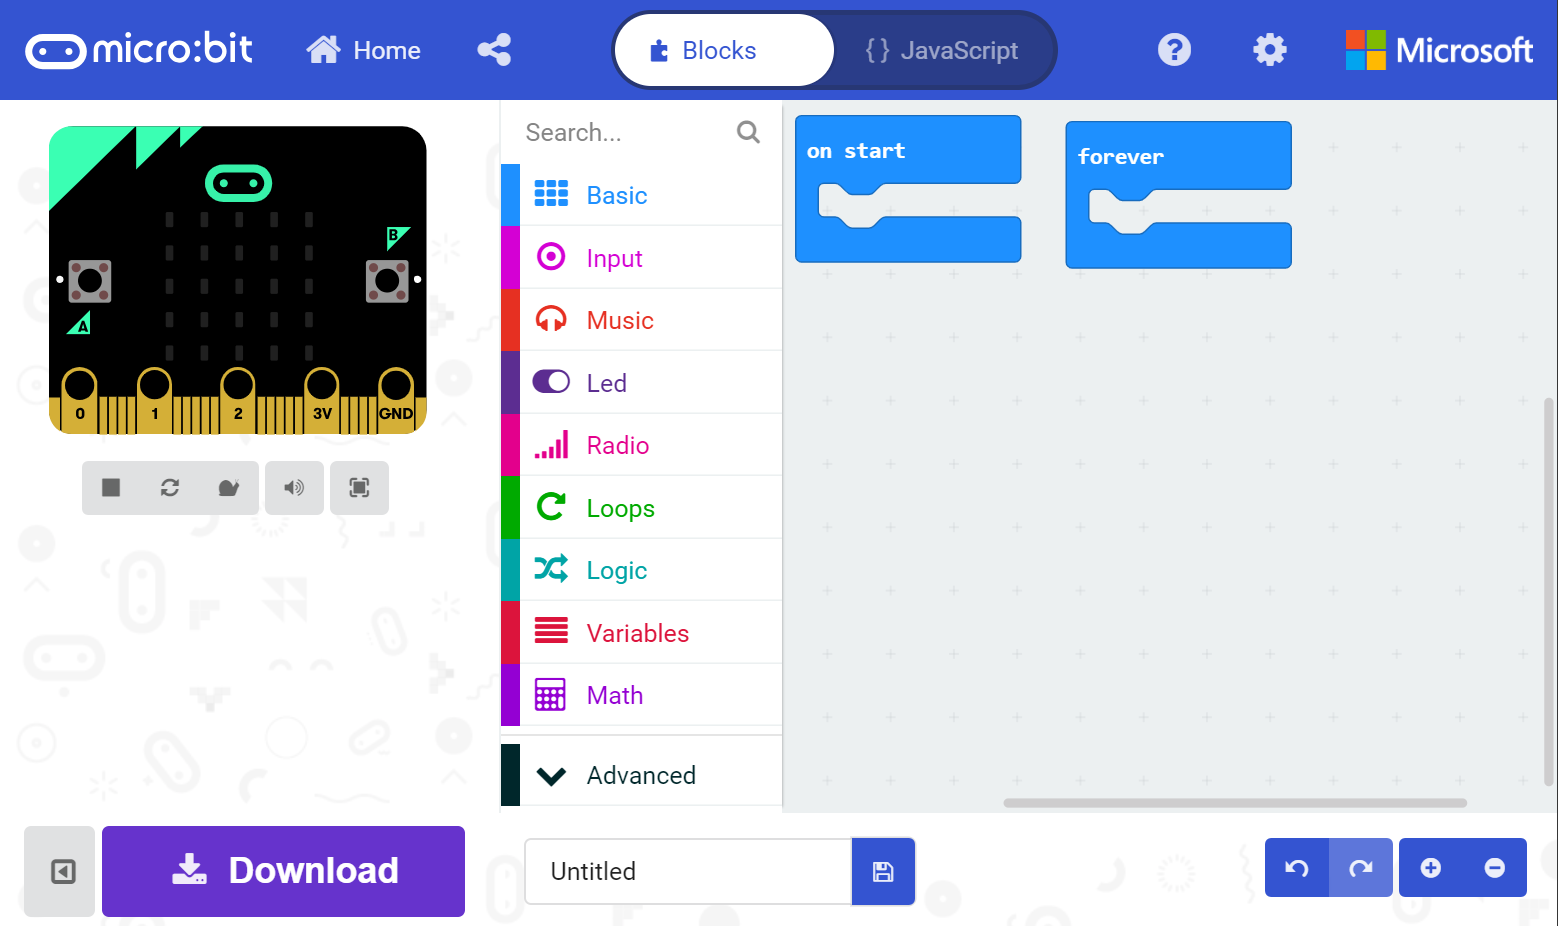 micro:bit
Home
Blocks
{ } JavaScript
Microsoft
B
A
0
1
2
3V
GND
Search...
Basic
Input
Music
Led
Radio
Loops
Logic
Variables
Math
Advanced
on start
forever
Download
Untitled